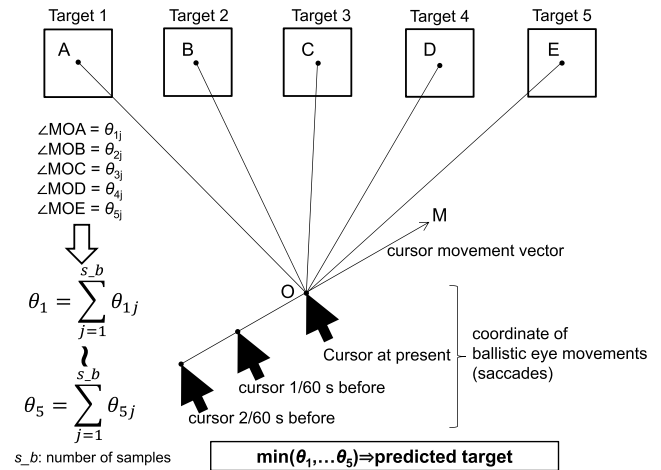 Target 1 Target 2 Target 3 Target 4 Target 5
A B C D E
∠MOA = θ1j
∠MOB = θ2j
∠MOC = θ3j
∠MOD = θ4j
∠MOE = θ5j
M
cursor movement vector
O
θ1 = ∑ θ1j
s_b
j=1
~
θ5 = ∑ θ5j
s_b
j=1
Cursor at present
cursor 1/60 s before
cursor 2/60 s before
coordinate of
ballistic eye movements
(saccades)
s_b: number of samples
min(θ1,…θ5)⇒predicted target